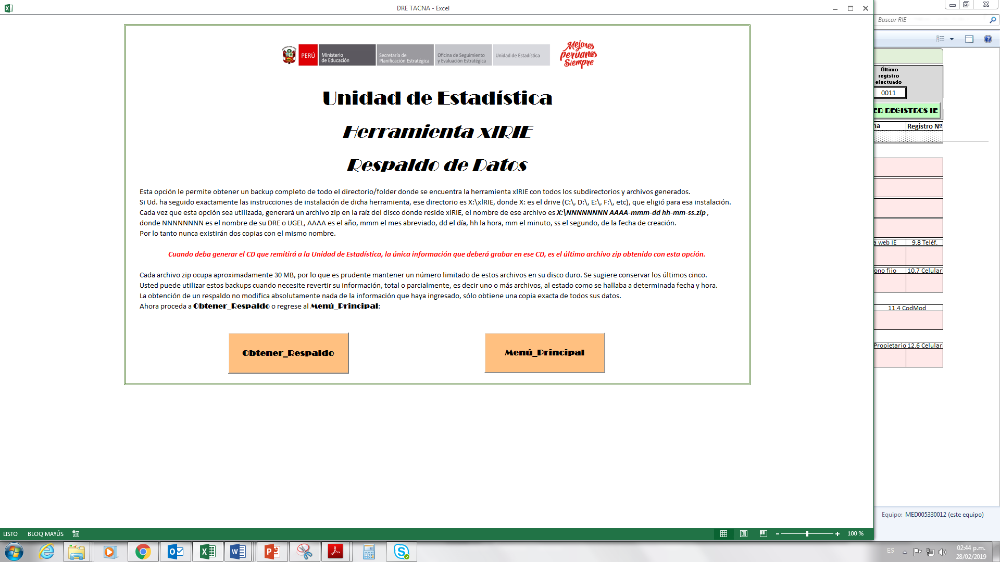 DRE TACNA - Excel
PERÚ
Ministerio
de Educación
Secretaría de
Planificación Estratégica
Oficina de Seguimiento
y Evaluación Estratégica
Unidad de Estadística
Mejores
peruan@s
Siempre
Unidad de Estadística
Herramienta xlRIE
Respaldo de Datos
Esta opción le permite obtener un backup completo de todo el directorio/folder donde se encuentra la herramienta xlRIE con todos los subdirectorios y archivos generados.
Si Ud. ha seguido exactamente las instrucciones de instalación de dicha herramienta, ese directorio es X:\xlRIE, donde X: es el drive (C:\, D:\, E:\, F:\, etc), que eligió para esa instalación.
Cada vez que esta opción sea utilizada, generará un archivo zip en la raíz del disco donde reside xlRIE, el nombre de ese archivo es X:\NNNNNNNN AAAA-mmm-dd hh-mm-ss.zip ,
donde NNNNNNNN es el nombre de su DRE o UGEL, AAAA es el año, mmm el mes abreviado, dd el día, hh la hora, mm el minuto, ss el segundo, de la fecha de creación.
Por lo tanto nunca existirán dos copias con el mismo nombre.
Cuando deba generar el CD que remitirá a la Unidad de Estadística, la única información que deberá grabar en ese CD, es el último archivo zip obtenido con esta opción.
Cada archivo zip ocupa aproximadamente 30 MB, por lo que es prudente mantener un número limitado de estos archivos en su disco duro. Se sugiere conservar los últimos cinco.
Usted puede utilizar estos backups cuando necesite revertir su información, total o parcialmente, es decir uno o más archivos, al estado como se hallaba a determinada fecha y hora.
La obtención de un respaldo no modifica absolutamente nada de la información que haya ingresado, sólo obtiene una copia exacta de todos sus datos.
Ahora proceda a Obtener_Respaldo o regrese al Menú_Principal:
Obtener_Respaldo
Menú_Principal
Buscar RIE
Último
registro
efectuado
0011
ER REGISTROS IE
na
Registro Nº
a web IE
9.8 Teléf.
ono fijo
10.7 Celular
11.4 CodMod
Propietario
12.6 Celular
Equipo: MED005330012 (este equipo)
LISTO
BLOQ MAYÚS
100 %
ES
02:44 p.m.
28/02/2019